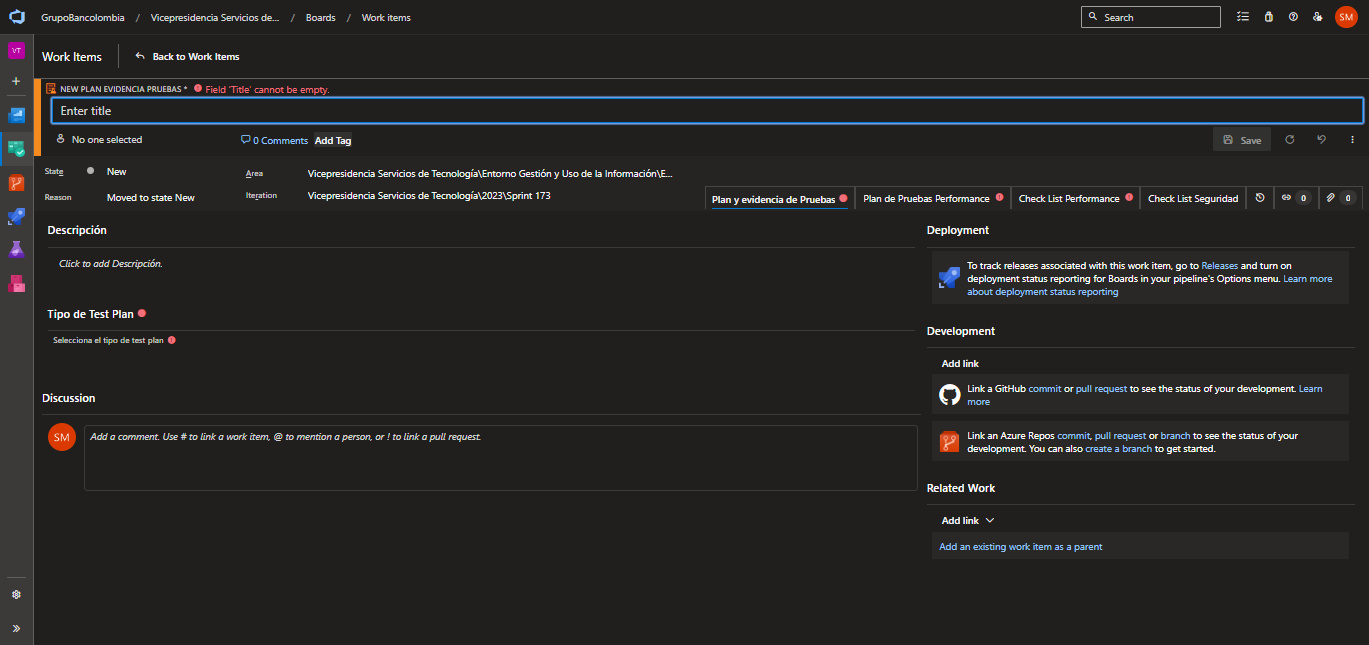 GrupoBancolombia / Vicepresidencia Servicios de... / Boards / Work items
Search
SM
VT
Work Items
Back to Work Items
NEW PLAN EVIDENCIA PRUEBAS * Field 'Title' cannot be empty.
Enter title
No one selected
0 Comments
Add Tag
Save
State
New
Area
Vicepresidencia Servicios de Tecnología\Entorno Gestión y Uso de la Información\E...
Reason
Moved to state New
Iteration
Vicepresidencia Servicios de Tecnología\2023\Sprint 173
Plan y evidencia de Pruebas
Plan de Pruebas Performance
Check List Performance
Check List Seguridad
0
0
Descripción
Click to add Descripción.
Tipo de Test Plan
Selecciona el tipo de test plan
Discussion
SM
Add a comment. Use # to link a work item, @ to mention a person, or ! to link a pull request.
Deployment
To track releases associated with this work item, go to Releases and turn on
deployment status reporting for Boards in your pipeline's Options menu. Learn more
about deployment status reporting
Development
Add link
Link a GitHub commit or pull request to see the status of your development. Learn
more
Link an Azure Repos commit, pull request or branch to see the status of your
development. You can also create a branch to get started.
Related Work
Add link
Add an existing work item as a parent